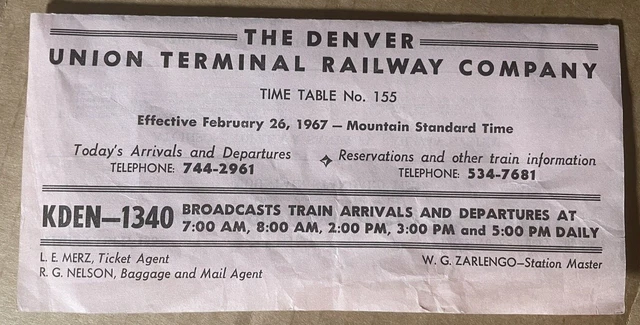 THE DENVER
UNION TERMINAL RAILWAY COMPANY
TIME TABLE No. 155
Effective February 26, 1967 — Mountain Standard Time
Today's Arrivals and Departures
TELEPHONE: 744-2961
Reservations and other train information
TELEPHONE: 534-7681
KDEN—1340 BROADCASTS TRAIN ARRIVALS AND DEPARTURES AT
7:00 AM, 8:00 AM, 2:00 PM, 3:00 PM and 5:00 PM DAILY
L. E. MERZ, Ticket Agent
R. G. NELSON, Baggage and Mail Agent
W. G. ZARLENGO—Station Master